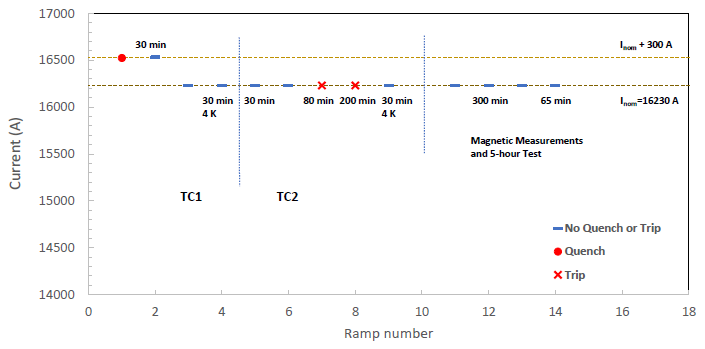 17000
16500
16000
15500
15000
14500
14000
Current (A)
30 min
Inom + 300 A
30 min
4 K
30 min
80 min
200 min
30 min
4 K
300 min
65 min
Inom=16230 A
Magnetic Measurements
and 5-hour Test
TC1
TC2
No Quench or Trip
Quench
Trip
0 2 4 6 8 10 12 14 16 18
Ramp number